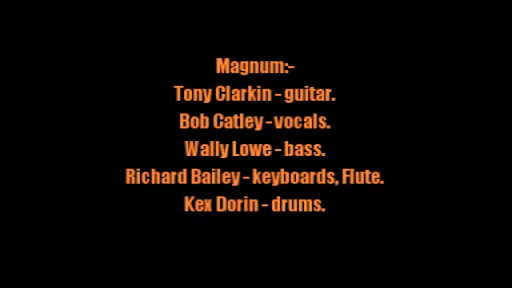 Magnum:-
Tony Clarkin - guitar.
Bob Catley - vocals.
Wally Lowe - bass.
Richard Bailey - keyboards, Flute.
Kex Dorin - drums.